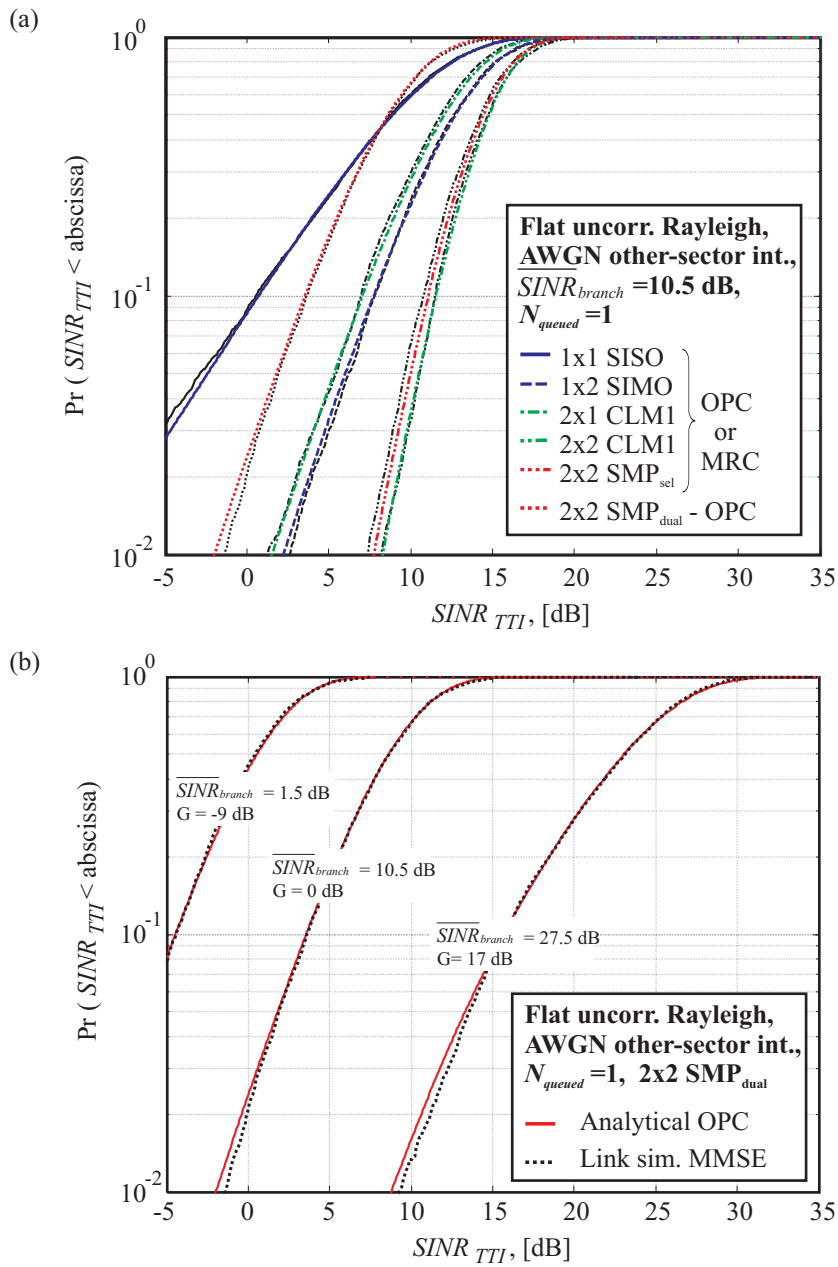 (a)
10^0
10^-1
10^-2
Pr ( SINR_TTI < abscissa)
Flat uncorr. Rayleigh,
AWGN other-sector int.,
SINR_branch =10.5 dB,
N_queued =1
1x1 SISO
1x2 SIMO
2x1 CLM1
2x2 CLM1
2x2 SMP_sel
OPC
or
MRC
2x2 SMP_dual - OPC
-5 0 5 10 15 20 25 30 35
SINR_TTI, [dB]
(b)
10^0
10^-1
10^-2
Pr ( SINR_TTI < abscissa)
SINR_branch = 1.5 dB
G = -9 dB
SINR_branch = 10.5 dB
G = 0 dB
SINR_branch = 27.5 dB
G= 17 dB
Flat uncorr. Rayleigh,
AWGN other-sector int.,
N_queued =1, 2x2 SMP_dual
Analytical OPC
Link sim. MMSE
-5 0 5 10 15 20 25 30 35
SINR_TTI, [dB]